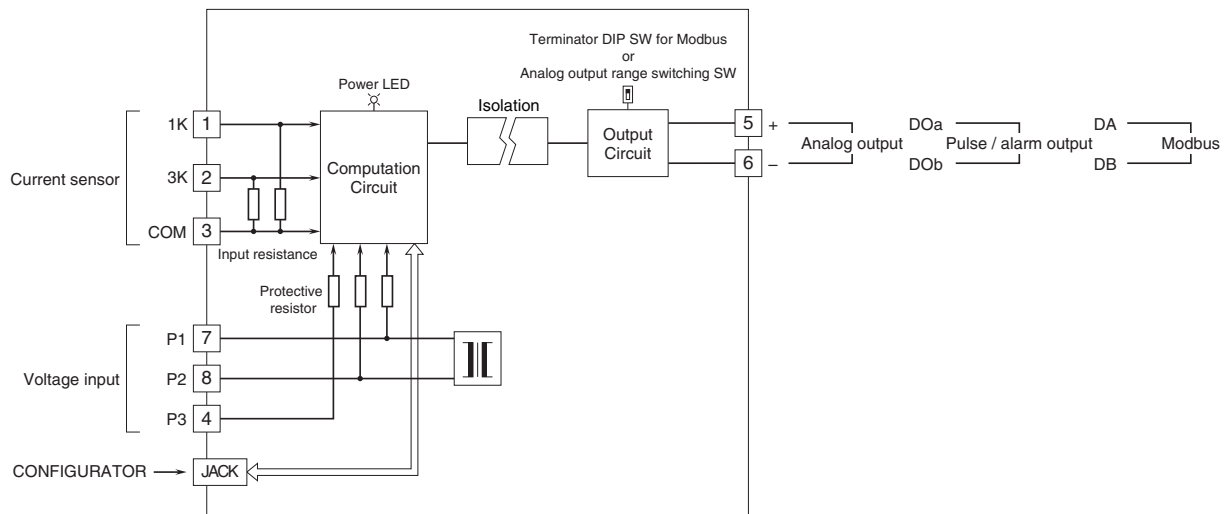 Terminator DIP SW for Modbus
or
Analog output range switching SW
Power LED
Isolation
1K 1
3K 2
COM 3
Current sensor
Computation
Circuit
Output
Circuit
5 +
6 –
Analog output
DOa
DOb
Pulse / alarm output
DA
DB
Modbus
Input resistance
Protective
resistor
P1 7
P2 8
P3 4
Voltage input
CONFIGURATOR
JACK